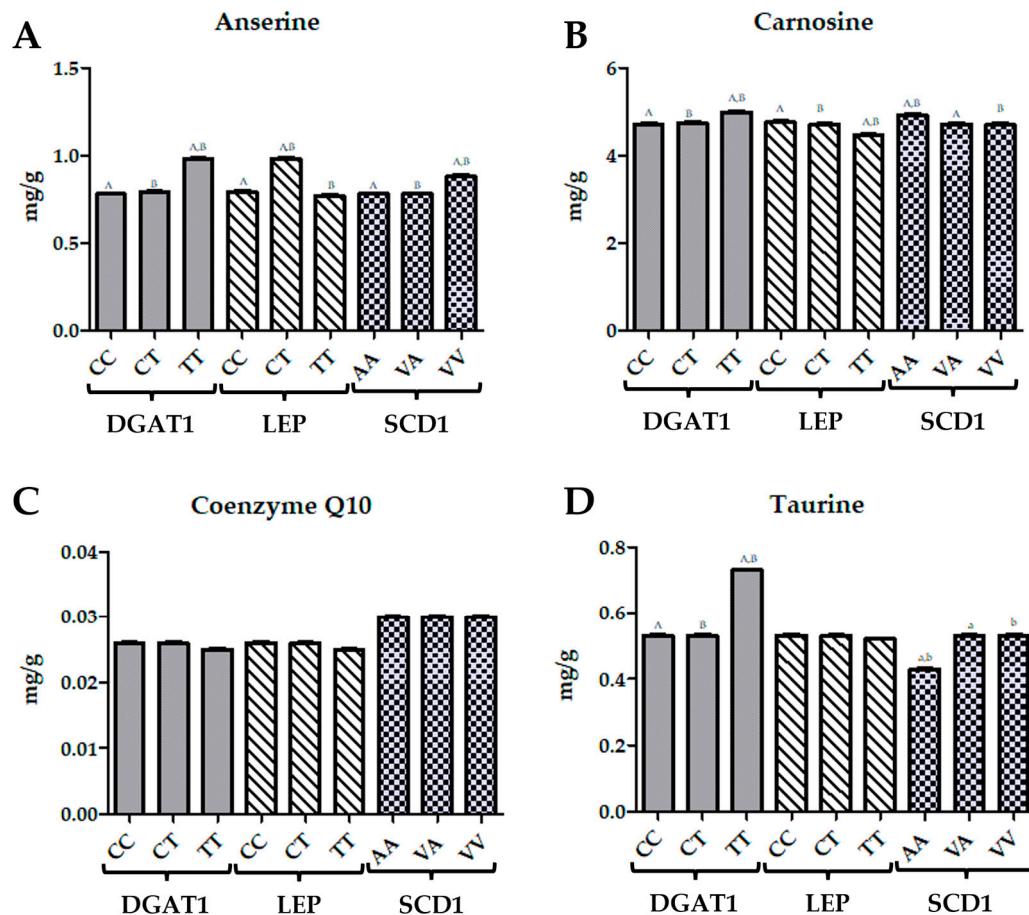 A
Anserine
1.5
1.0
0.5
0.0
mg/g
A
B
A,B
A
A,B
B
A
B
A,B
CC
CT
TT
CC
CT
TT
AA
VA
VV
DGAT1
LEP
SCD1
B
Carnosine
6
4
2
0
mg/g
A
B
A,B
A
B
A,B
A,B
A
B
CC
CT
TT
CC
CT
TT
AA
VA
VV
DGAT1
LEP
SCD1
C
Coenzyme Q10
0.04
0.03
0.02
0.01
0.00
mg/g
CC
CT
TT
CC
CT
TT
AA
VA
VV
DGAT1
LEP
SCD1
D
Taurine
0.8
0.6
0.4
0.2
0.0
mg/g
A
B
A,B
a,b
a
b
CC
CT
TT
CC
CT
TT
AA
VA
VV
DGAT1
LEP
SCD1